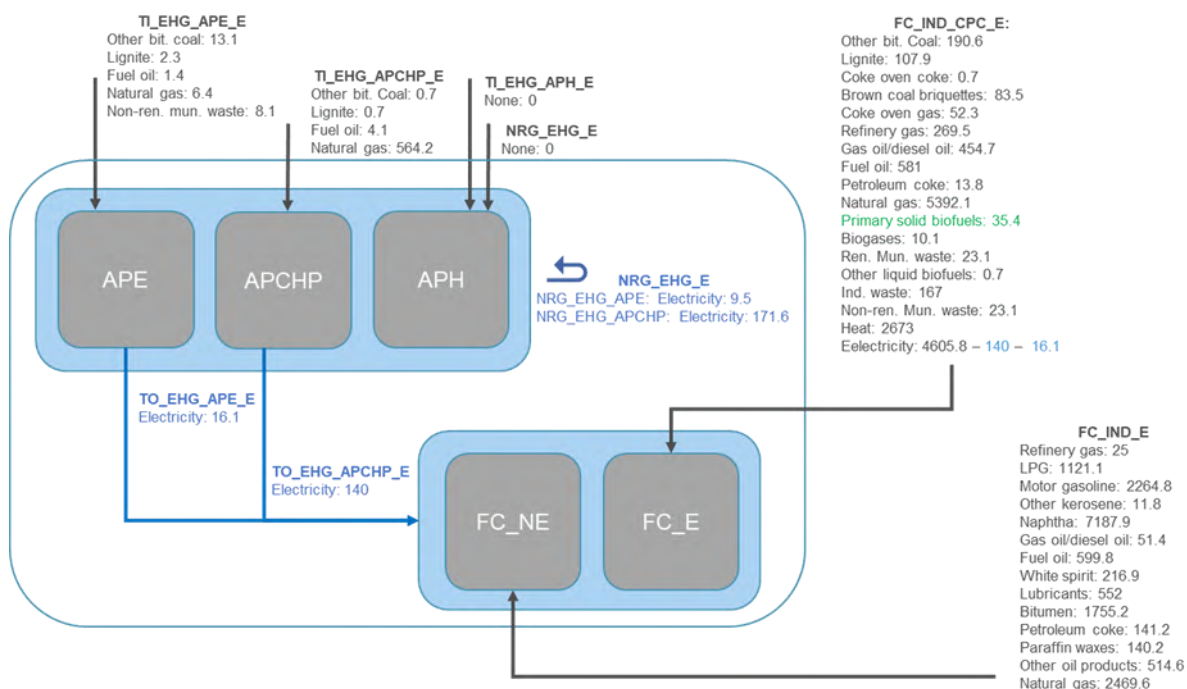 TI_EHG_APE_E
Other bit. coal: 13.1
Lignite: 2.3
Fuel oil: 1.4
Natural gas: 6.4
Non-ren. mun. waste: 8.1
TI_EHG_APCHP_E
Other bit. Coal: 0.7
Lignite: 0.7
Fuel oil: 4.1
Natural gas: 564.2
TI_EHG_APH_E
None: 0
NRG_EHG_E
None: 0
FC_IND_CPC_E:
Other bit. Coal: 190.6
Lignite: 107.9
Coke oven coke: 0.7
Brown coal briquettes: 83.5
Coke oven gas: 52.3
Refinery gas: 269.5
Gas oil/diesel oil: 454.7
Fuel oil: 581
Petroleum coke: 13.8
Natural gas: 5392.1
Primary solid biofuels: 35.4
Biogases: 10.1
Ren. Mun. waste: 23.1
Other liquid biofuels: 0.7
Ind. waste: 167
Non-ren. Mun. waste: 23.1
Heat: 2673
Eelectricity: 4605.8 – 140 – 16.1
APE
APCHP
APH
NRG_EHG_E
NRG_EHG_APE: Electricity: 9.5
NRG_EHG_APCHP: Electricity: 171.6
TO_EHG_APE_E
Electricity: 16.1
TO_EHG_APCHP_E
Electricity: 140
FC_NE
FC_E
FC_IND_E
Refinery gas: 25
LPG: 1121.1
Motor gasoline: 2264.8
Other kerosene: 11.8
Naphtha: 7187.9
Gas oil/diesel oil: 51.4
Fuel oil: 599.8
White spirit: 216.9
Lubricants: 552
Bitumen: 1755.2
Petroleum coke: 141.2
Paraffin waxes: 140.2
Other oil products: 514.6
Natural gas: 2469.6